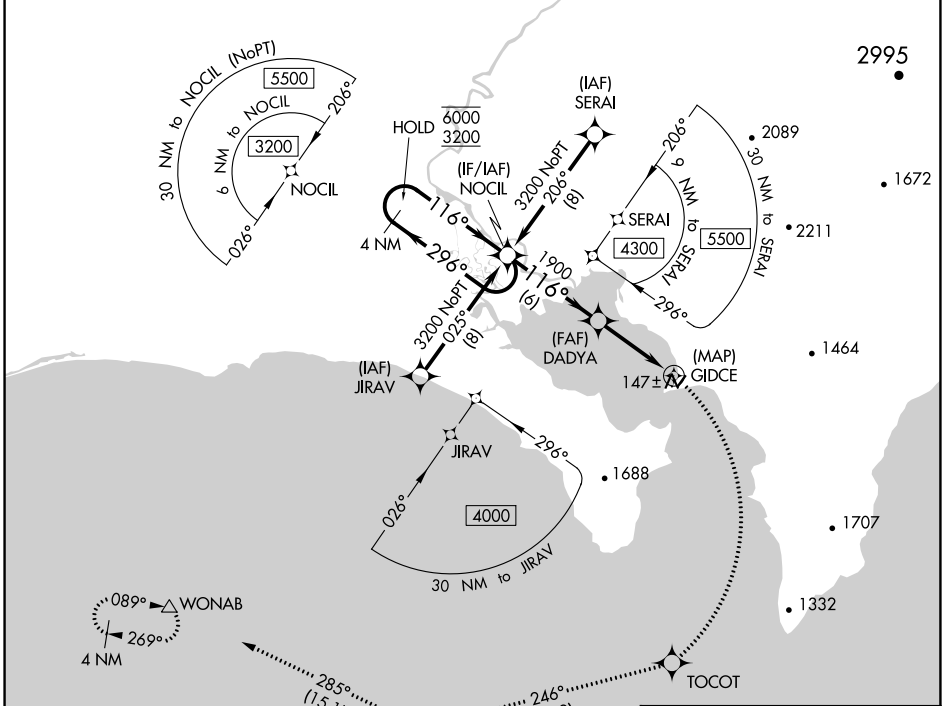 30 NM to NOCIL (NoPT)
5500
6 NM to NOCIL
3200
206°
NOCIL
026°
HOLD
6000
3200
(IF/IAF)
NOCIL
(IAF)
SERAI
3200 NoPT
206°
(8)
116°
296°
4 NM
1900
116°
(6)
3200 NoPT
025°
(8)
(IAF)
JIRAV
(FAF)
DADYA
(MAP)
GIDCE
147±
206°
9 NM to SERAI
30 NM to SERAI
SERAI
4300
5500
296°
2995
2089
1672
2211
1464
1688
1707
1332
JIRAV
296°
026°
4000
30 NM to JIRAV
089°
WONAB
269°
4 NM
285°
246°
TOCOT